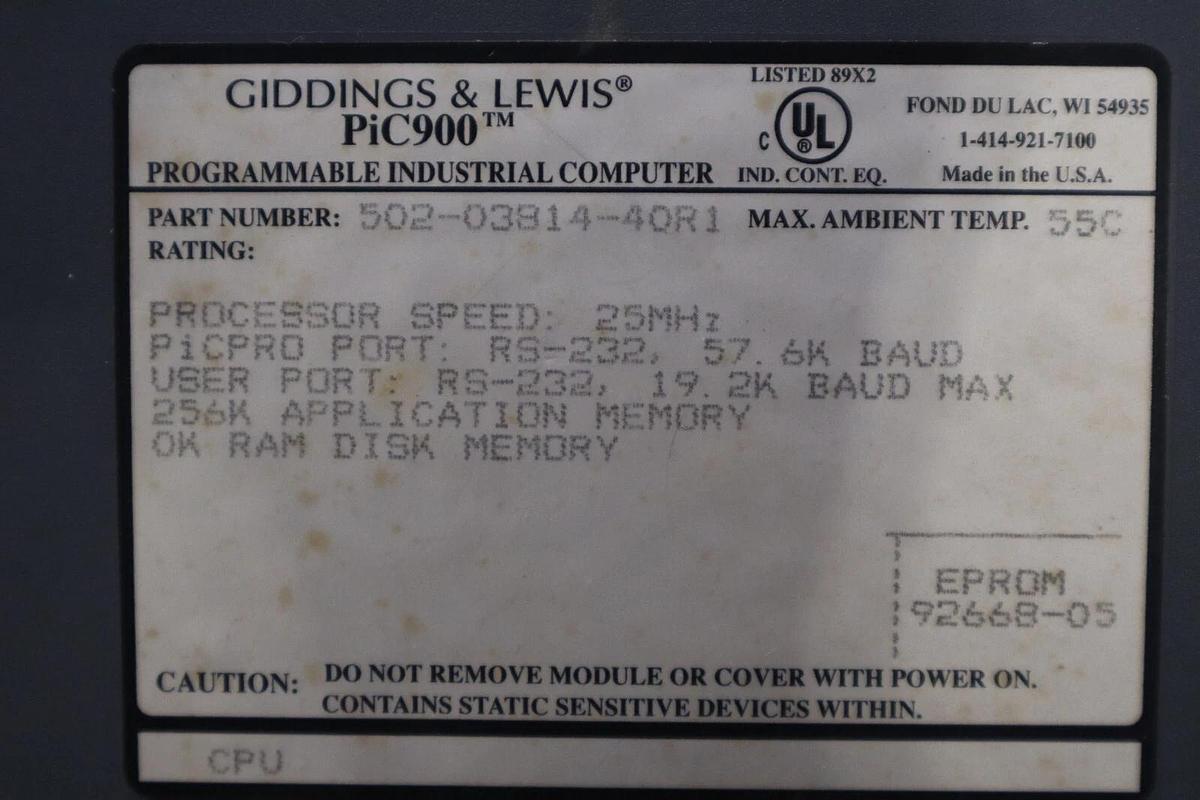 GIDDINGS & LEWIS®
PiC900™
PROGRAMMABLE INDUSTRIAL COMPUTER
LISTED 89X2
C UL®
IND. CONT. EQ.
FOND DU LAC, WI 54935
1-414-921-7100
Made in the U.S.A.
PART NUMBER: 502-03814-40R1 MAX. AMBIENT TEMP. 55C
RATING:
PROCESSOR SPEED: 25MHz
PiCPRO PORT: RS-232, 57.6K BAUD
USER PORT: RS-232, 19.2K BAUD MAX
256K APPLICATION MEMORY
0K RAM DISK MEMORY
EPROM
92668-05
CAUTION: DO NOT REMOVE MODULE OR COVER WITH POWER ON.
CONTAINS STATIC SENSITIVE DEVICES WITHIN.
CPU